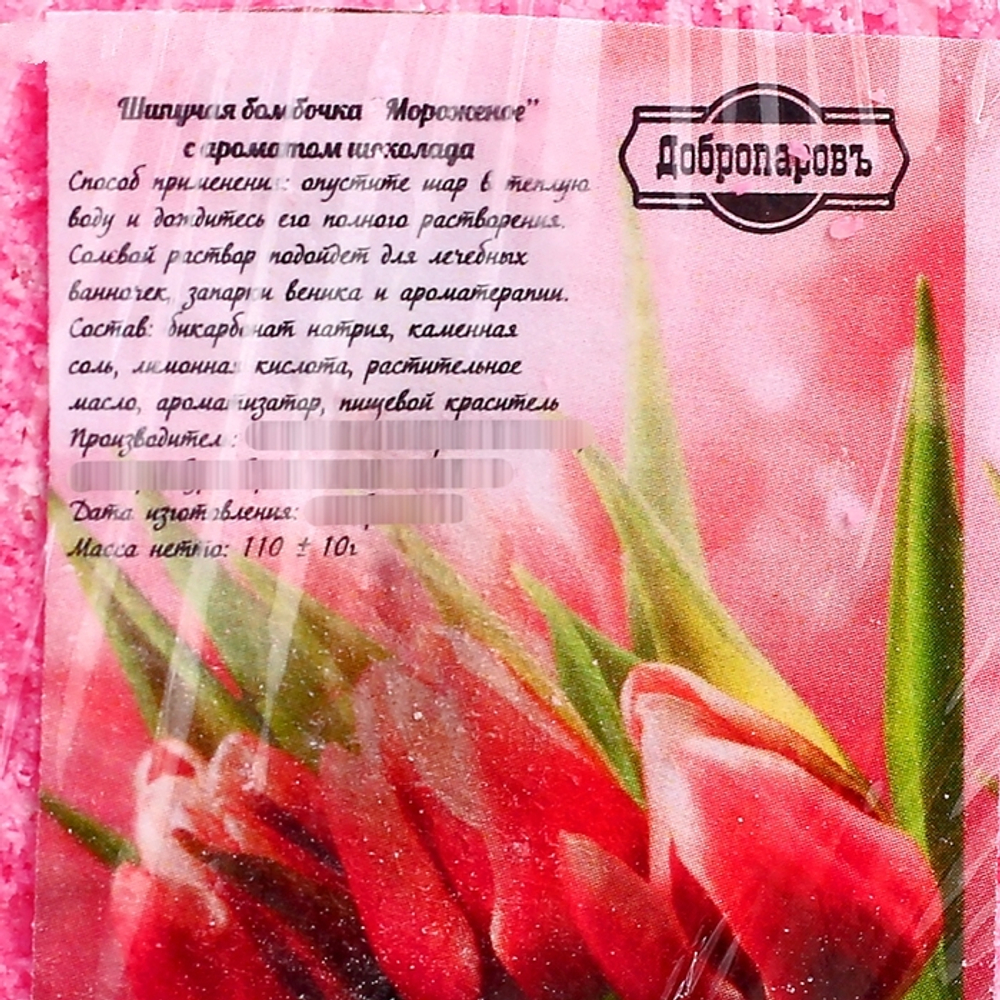 Шипучая бомбочка "Мороженое"
с ароматом шоколада
Добропаровъ
Способ применения: опустите шар в теплую
воду и дождитесь его полного растворения.
Солевой раствор подойдет для лечебных
ванночек, запарки веника и ароматерапии.
Состав: бикарбонат натрия, каменная
соль, лимонная кислота, растительное
масло, ароматизатор, пищевой краситель
Производитель:
Дата изготовления:
Масса нетто: 110 ± 10г